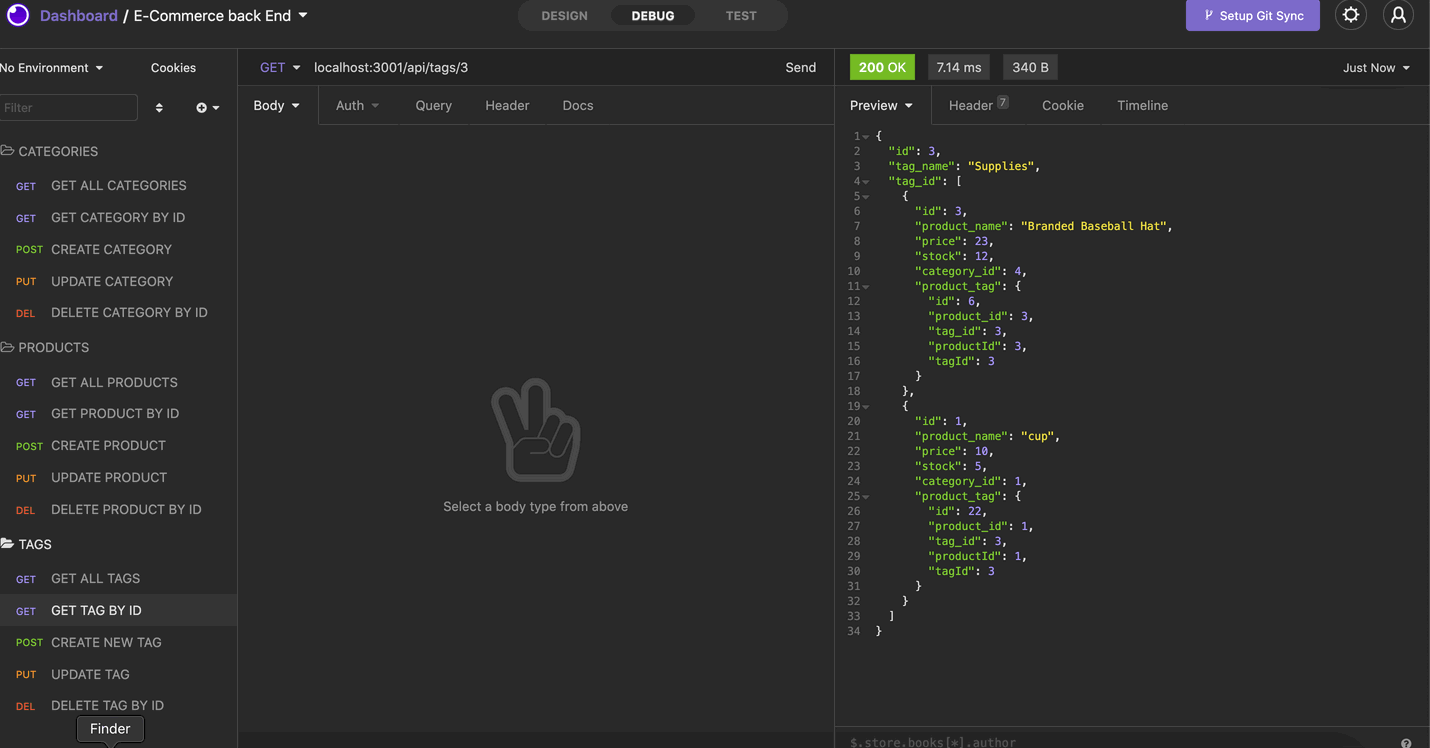 Dashboard / E-Commerce back End
DESIGN
DEBUG
TEST
Setup Git Sync
No Environment
Cookies
Filter
CATEGORIES
GET GET ALL CATEGORIES
GET GET CATEGORY BY ID
POST CREATE CATEGORY
PUT UPDATE CATEGORY
DEL DELETE CATEGORY BY ID
PRODUCTS
GET GET ALL PRODUCTS
GET GET PRODUCT BY ID
POST CREATE PRODUCT
PUT UPDATE PRODUCT
DEL DELETE PRODUCT BY ID
TAGS
GET GET ALL TAGS
GET GET TAG BY ID
POST CREATE NEW TAG
PUT UPDATE TAG
DEL DELETE TAG BY ID
Finder
GET localhost:3001/api/tags/3 Send
Body Auth Query Header Docs
Select a body type from above
200 OK 7.14 ms 340 B Just Now
Preview Header 7 Cookie Timeline
1 {
2 "id": 3,
3 "tag_name": "Supplies",
4 "tag_id": [
5 {
6 "id": 3,
7 "product_name": "Branded Baseball Hat",
8 "price": 23,
9 "stock": 12,
10 "category_id": 4,
11 "product_tag": {
12 "id": 6,
13 "product_id": 3,
14 "tag_id": 3,
15 "productId": 3,
16 "tagId": 3
17 }
18 },
19 {
20 "id": 1,
21 "product_name": "cup",
22 "price": 10,
23 "stock": 5,
24 "category_id": 1,
25 "product_tag": {
26 "id": 22,
27 "product_id": 1,
28 "tag_id": 3,
29 "productId": 1,
30 "tagId": 3
31 }
32 }
33 ]
34 }
$.store.books[*].author